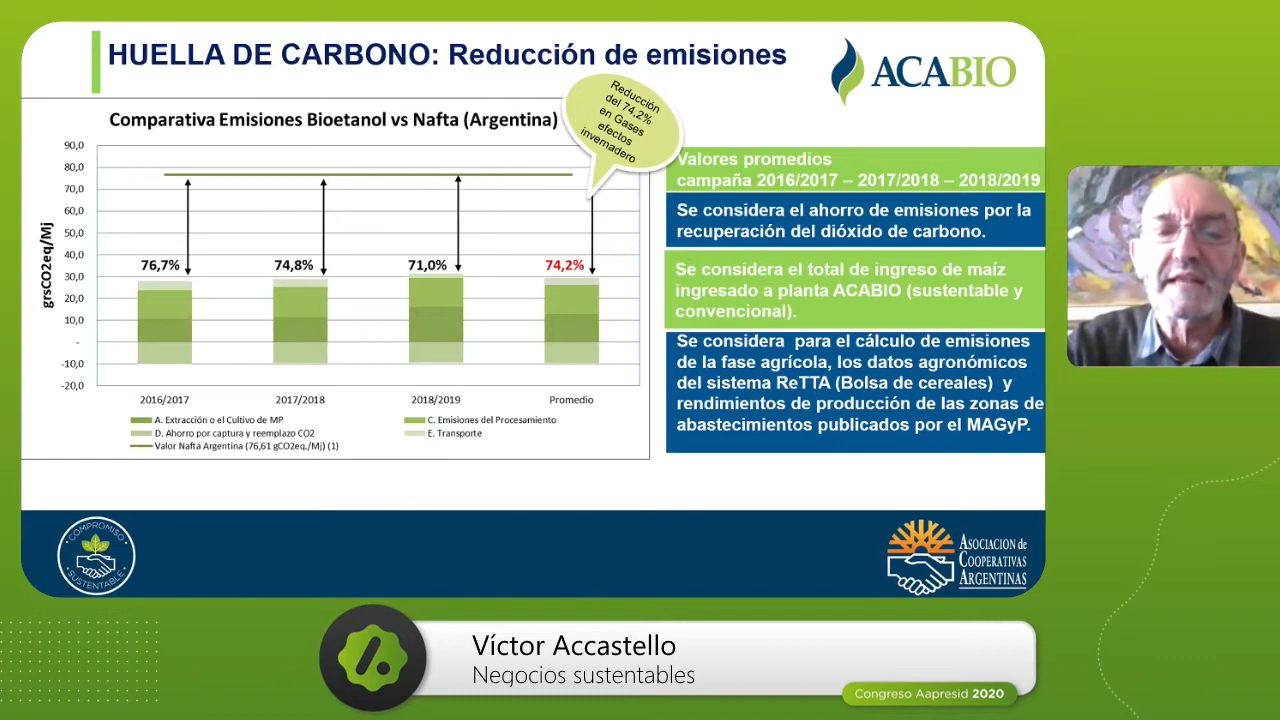 HUELLA DE CARBONO: Reducción de emisiones
ACABIO
Comparativa Emisiones Bioetanol vs Nafta (Argentina)
Reducción
del 74,2%
en Gases
efectos
invernadero
grsCO2eq/Mj
90,0
80,0
70,0
60,0
50,0
40,0
30,0
20,0
10,0
-
-10,0
-20,0
76,7%
74,8%
71,0%
74,2%
2016/2017
2017/2018
2018/2019
Promedio
A. Extracción o el Cultivo de MP
C. Emisiones del Procesamiento
D. Ahorro por captura y reemplazo CO2
E. Transporte
Valor Nafta Argentina (76,61 gCO2eq./Mj) (1)
Valores promedios
campaña 2016/2017 – 2017/2018 – 2018/2019
Se considera el ahorro de emisiones por la
recuperación del dióxido de carbono.
Se considera el total de ingreso de maíz
ingresado a planta ACABIO (sustentable y
convencional).
Se considera para el cálculo de emisiones
de la fase agrícola, los datos agronómicos
del sistema ReTTA (Bolsa de cereales) y
rendimientos de producción de las zonas de
abastecimientos publicados por el MAGyP.
COMPROMISO
SUSTENTABLE
ASOCIACION de
COOPERATIVAS
ARGENTINAS
Víctor Accastello
Negocios sustentables
Congreso Aapresid 2020